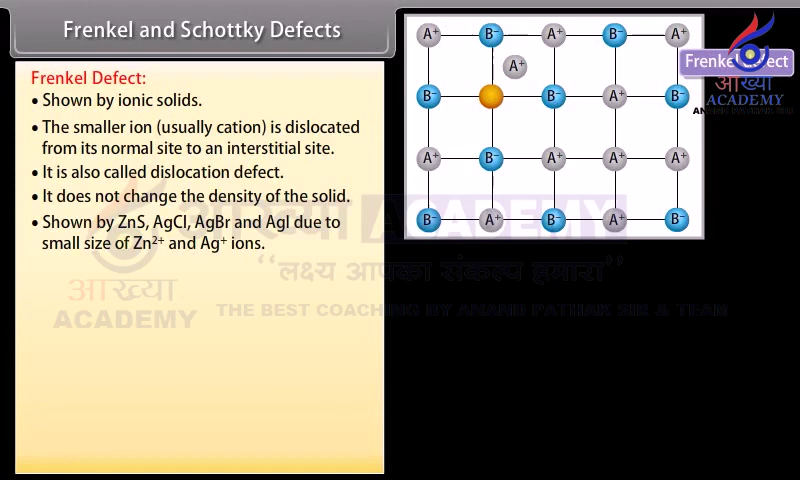 Frenkel and Schottky Defects
Frenkel Defect:
• Shown by ionic solids.
• The smaller ion (usually cation) is dislocated
from its normal site to an interstitial site.
• It is also called dislocation defect.
• It does not change the density of the solid.
• Shown by ZnS, AgCl, AgBr and AgI due to
small size of Zn²⁺ and Ag⁺ ions.
A⁺ B⁻ A⁺ B⁻ A⁺
A⁺
B⁻ B⁻ A⁺ B⁻
A⁺ B⁻ A⁺ A⁺ A⁺
B⁻ A⁺ B⁻ A⁺ B⁻
Frenkel Defect
आख्या
ACADEMY
आख्या ACADEMY
‘‘लक्ष्य आपका संकल्प हमारा’’
आख्या
ACADEMY
THE BEST COACHING BY ANAND PATHAK SIR & TEAM